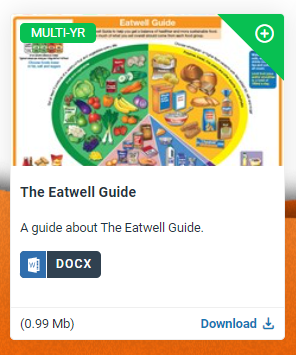 MULTI-YR
Eatwell Guide
The Eatwell Guide
A guide about The Eatwell Guide.
DOCX
(0.99 Mb)
Download